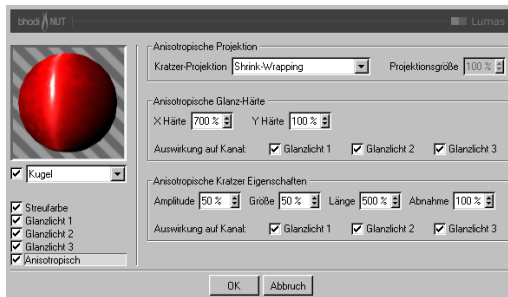 bhodi NUT
Lumas
Anisotropische Projektion
Kratzer-Projektion Shrink-Wrapping Projektionsgröße 100 %
Anisotropische Glanz-Härte
X Härte 700 % Y Härte 100 %
Auswirkung auf Kanal: Glanzlicht 1 Glanzlicht 2 Glanzlicht 3
Kugel
Anisotropische Kratzer Eigenschaften
Amplitude 50 % Größe 50 % Länge 500 % Abnahme 100 %
Auswirkung auf Kanal: Glanzlicht 1 Glanzlicht 2 Glanzlicht 3
Streufarbe
Glanzlicht 1
Glanzlicht 2
Glanzlicht 3
Anisotropisch
OK Abbruch